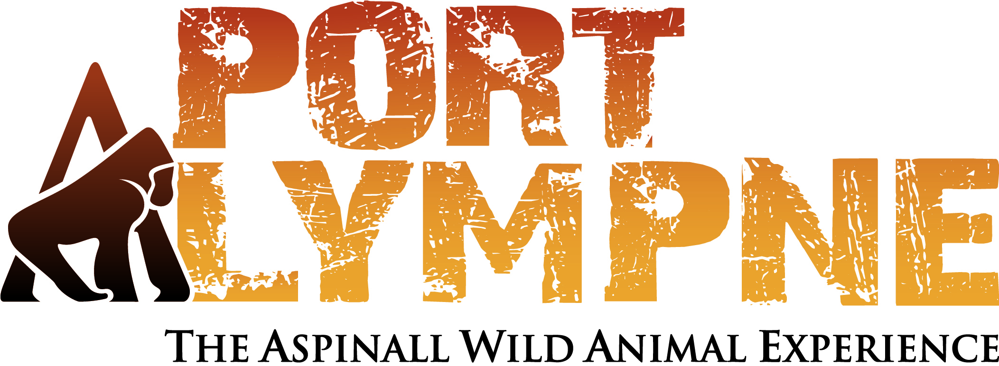 PORT
LYMPNE
THE ASPINALL WILD ANIMAL EXPERIENCE